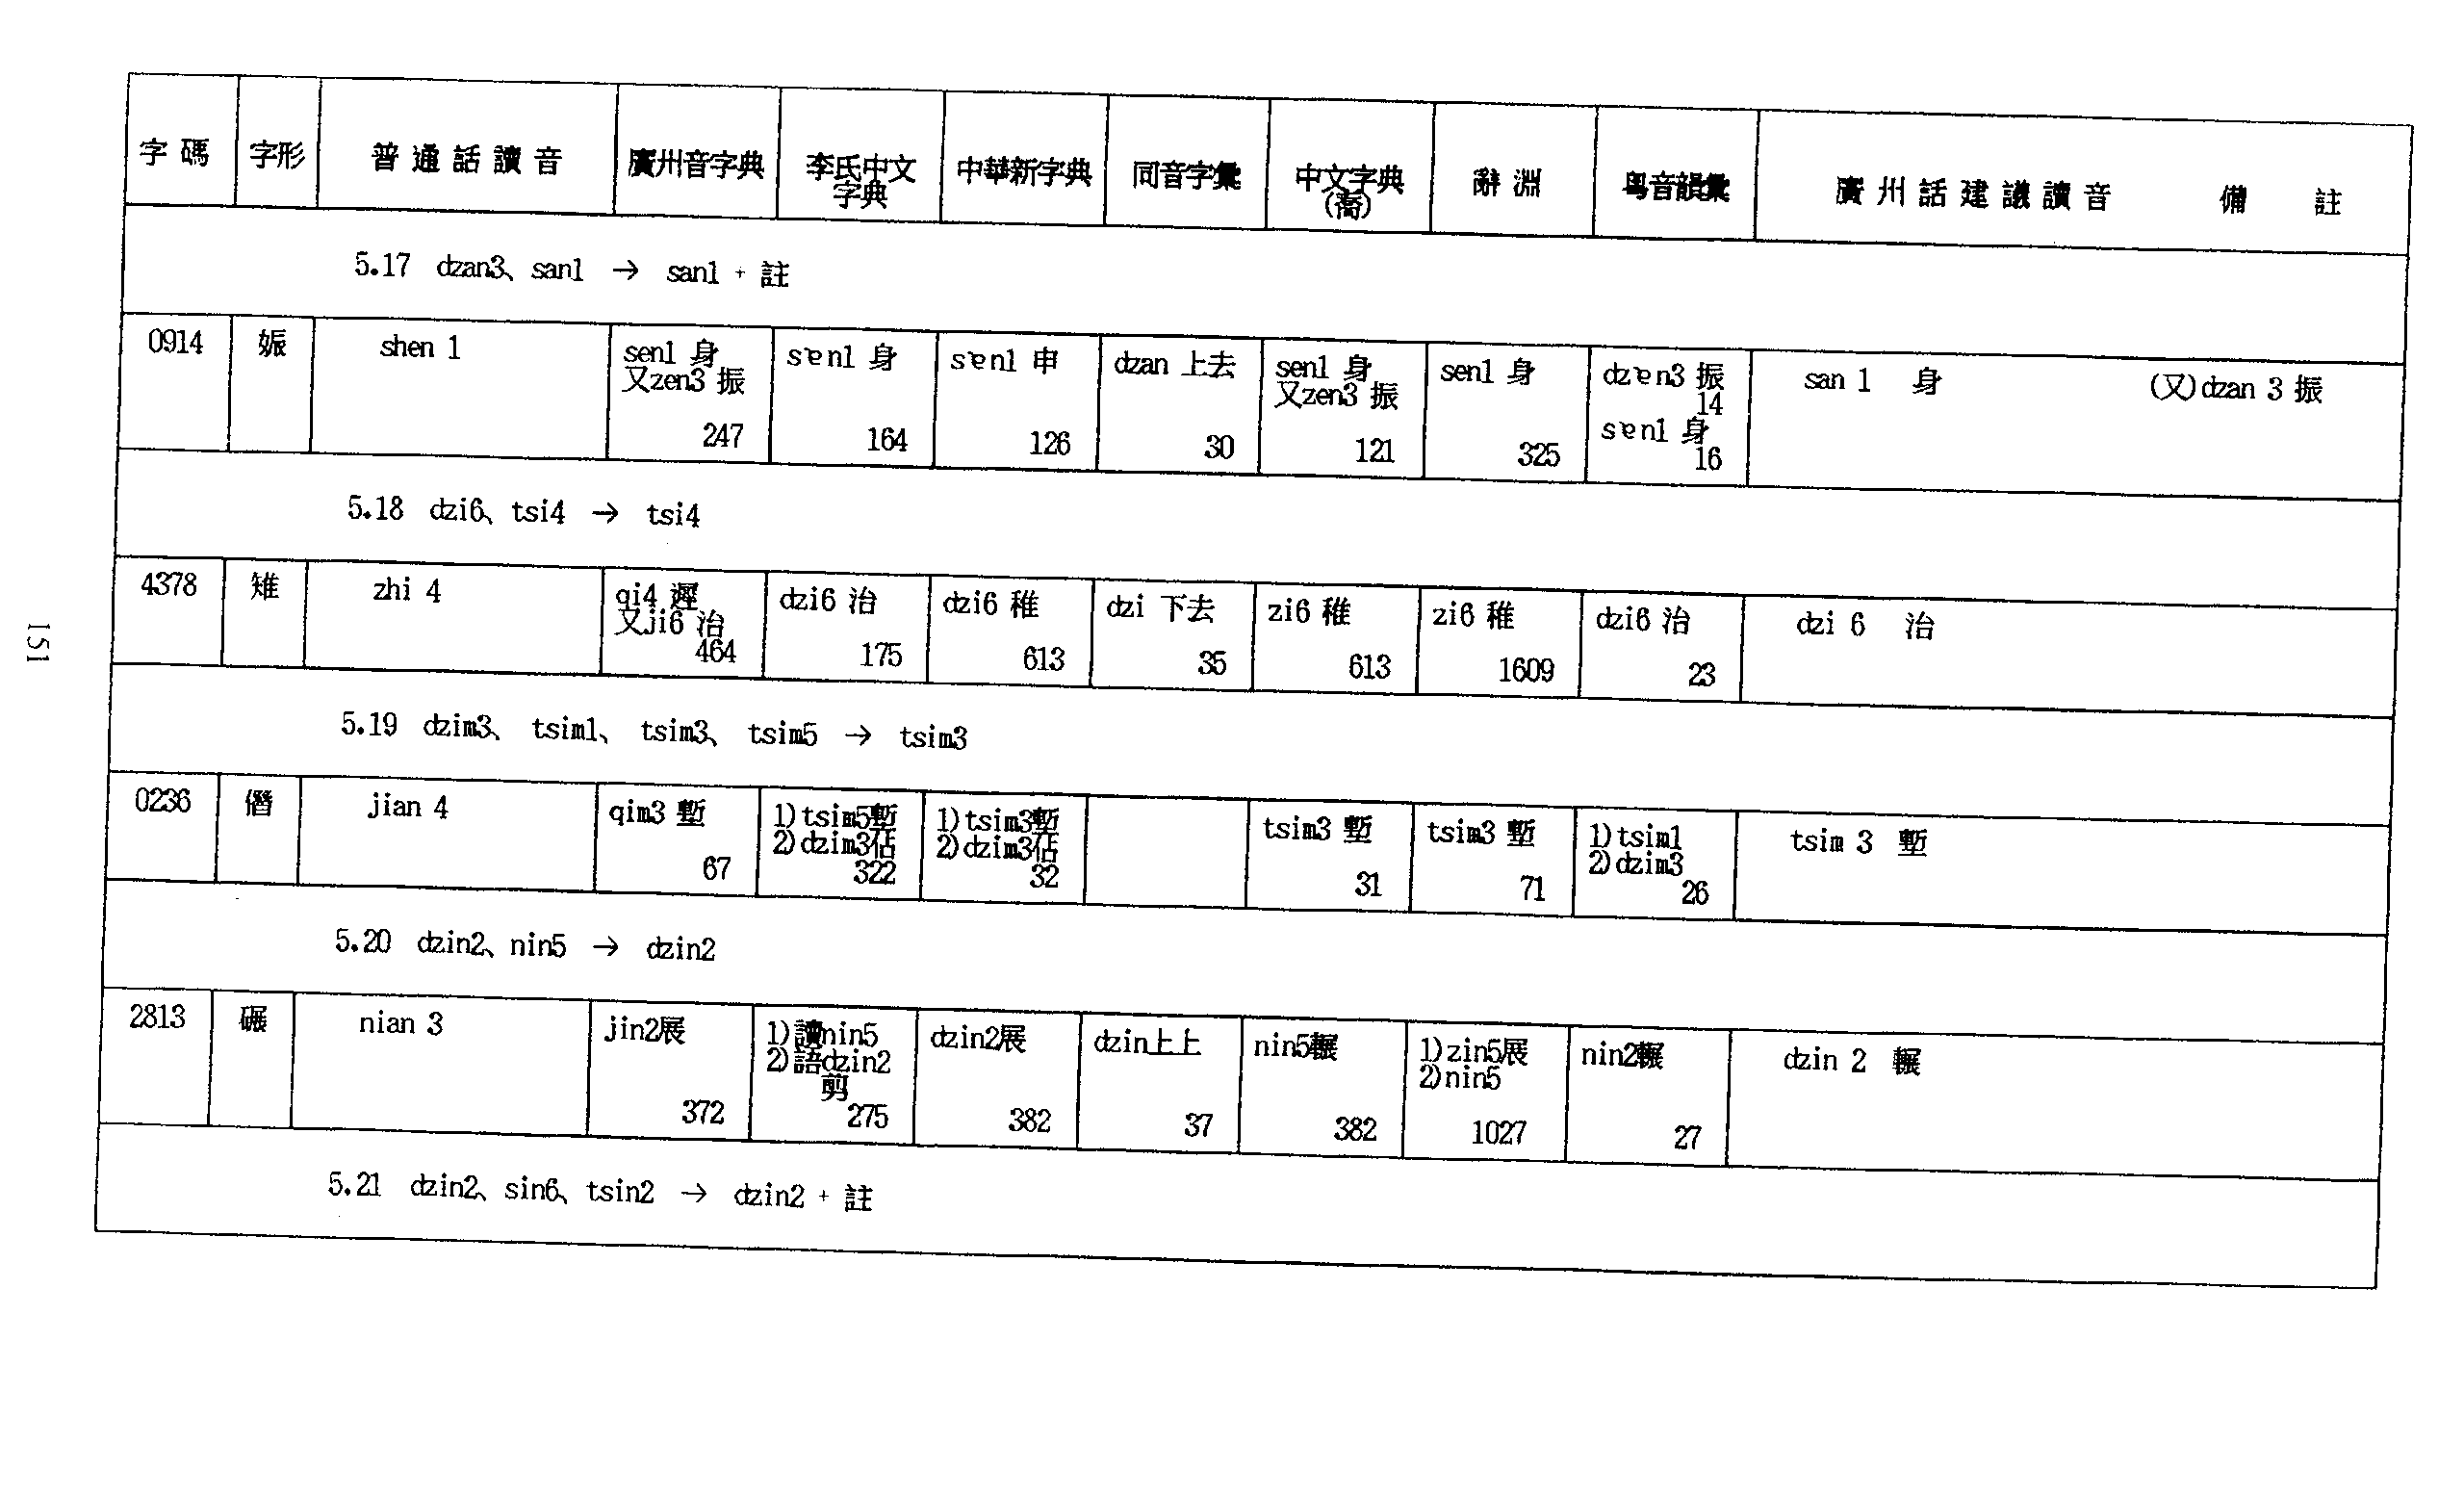 字碼 字形 普通話讀音 廣州音字典 李氏中文字典 中華新字典 同音字彙 中文字典(喬) 辭淵 粵音韻彙 廣州話建議讀音 備註
5.17 dzan3、san1 → san1 + 註
0914 娠 shen 1 sen1 身 又zen3 振 247 sɐn1 身 164 sɐn1 申 126 dzan 上去 30 sen1 身 又zen3 振 121 sen1 身 325 dzɐn3 振 14 sɐn1 身 16 san 1 身 (又)dzan 3 振
5.18 dzi6、tsi4 → tsi4
4378 雉 zhi 4 qi4 遲 又ji6 治 464 dzi6 治 175 dzi6 稚 613 dzi 下去 35 zi6 稚 613 zi6 稚 1609 dzi6 治 23 dzi 6 治
5.19 dzim3、tsim1、tsim3、tsim5 → tsim3
0236 僭 jian 4 qim3 塹 67 1)tsim5塹 2)dzim3佔 322 1)tsim3塹 2)dzim3佔 32 tsim3 塹 31 tsim3 塹 71 1)tsim1 2)dzim3 26 tsim 3 塹
5.20 dzin2、nin5 → dzin2
2813 碾 nian 3 jin2展 372 1)讀nin5 2)語dzin2 剪 275 dzin2展 382 dzin上上 37 nin5輾 382 1)zin5展 2)nin5 1027 nin2輾 27 dzin 2 輾
5.21 dzin2、sin6、tsin2 → dzin2 + 註
151